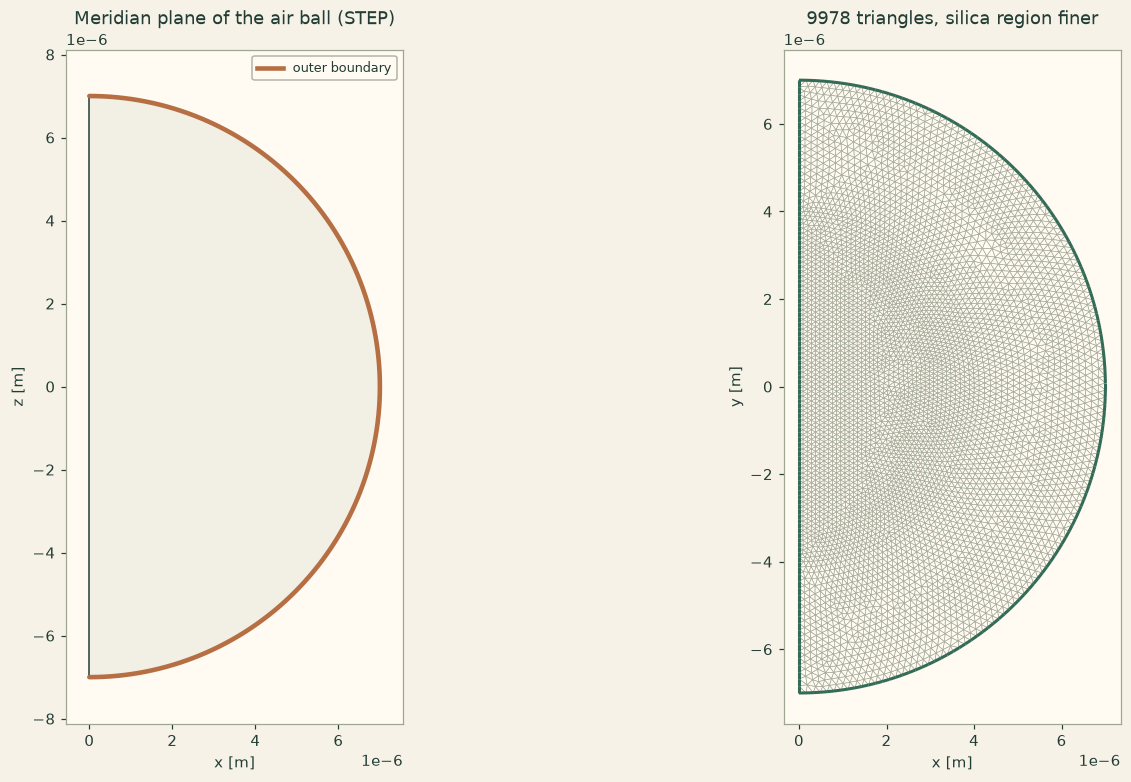 Meridian plane of the air ball (STEP)
1e−6
8
6
4
2
0
−2
−4
−6
−8
z [m]
outer boundary
0 2 4 6
x [m]
1e−6
9978 triangles, silica region finer
1e−6
6
4
2
0
−2
−4
−6
y [m]
0 2 4 6
x [m]
1e−6